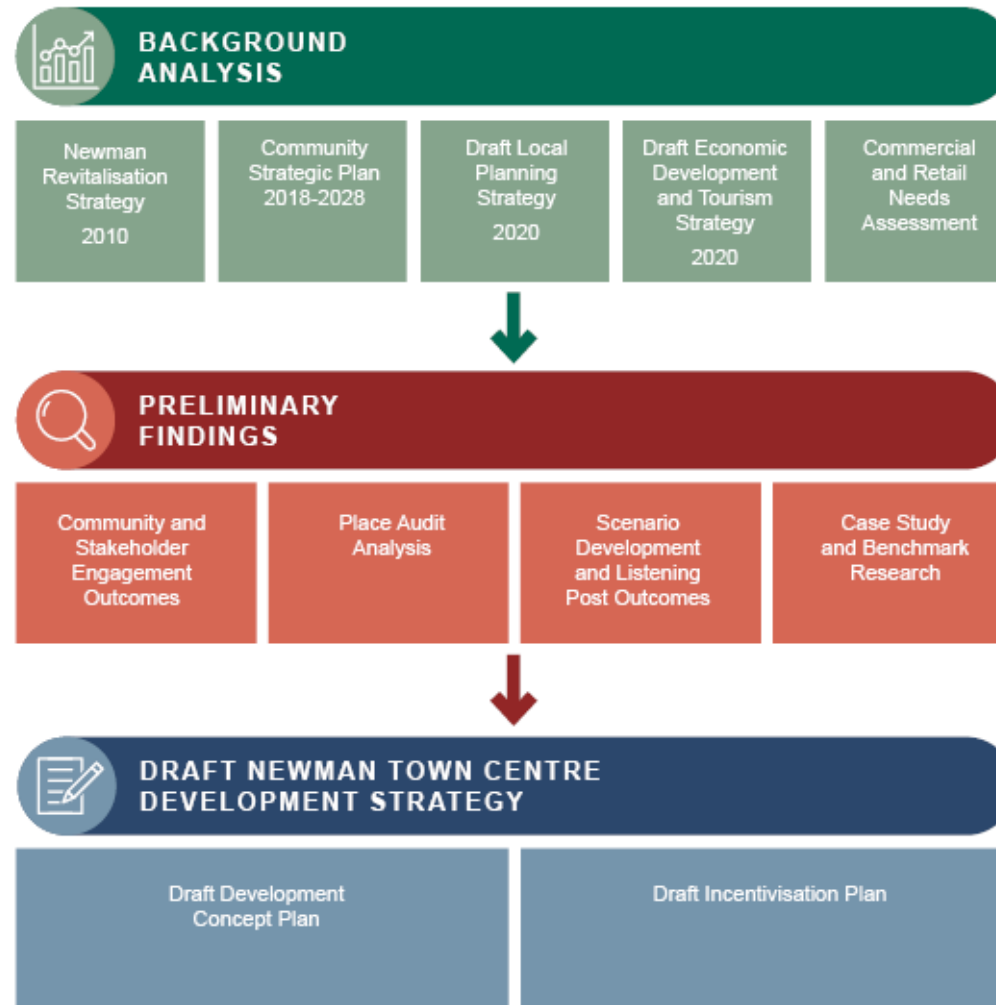 BACKGROUND
ANALYSIS
Newman
Revitalisation
Strategy
2010
Community
Strategic Plan
2018-2028
Draft Local
Planning
Strategy
2020
Draft Economic
Development
and Tourism
Strategy
2020
Commercial
and Retail
Needs
Assessment
PRELIMINARY
FINDINGS
Community and
Stakeholder
Engagement
Outcomes
Place Audit
Analysis
Scenario
Development
and Listening
Post Outcomes
Case Study
and Benchmark
Research
DRAFT NEWMAN TOWN CENTRE
DEVELOPMENT STRATEGY
Draft Development
Concept Plan
Draft Incentivisation Plan